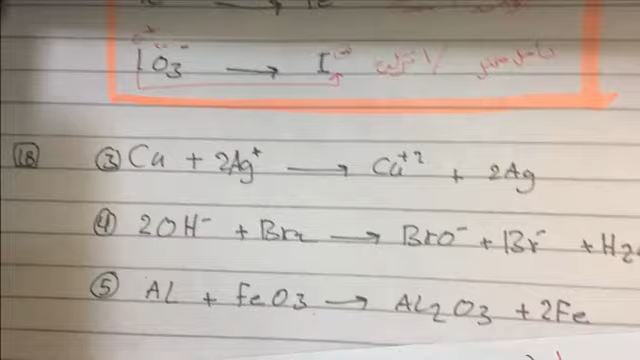 IO3⁻ → I⁻
18 ③ Cu + 2Ag⁺ → Cu⁺² + 2Ag
④ 2OH⁻ + Br2 → BrO⁻ + Br⁻ + H2
⑤ AL + FeO3 → AL2O3 + 2Fe